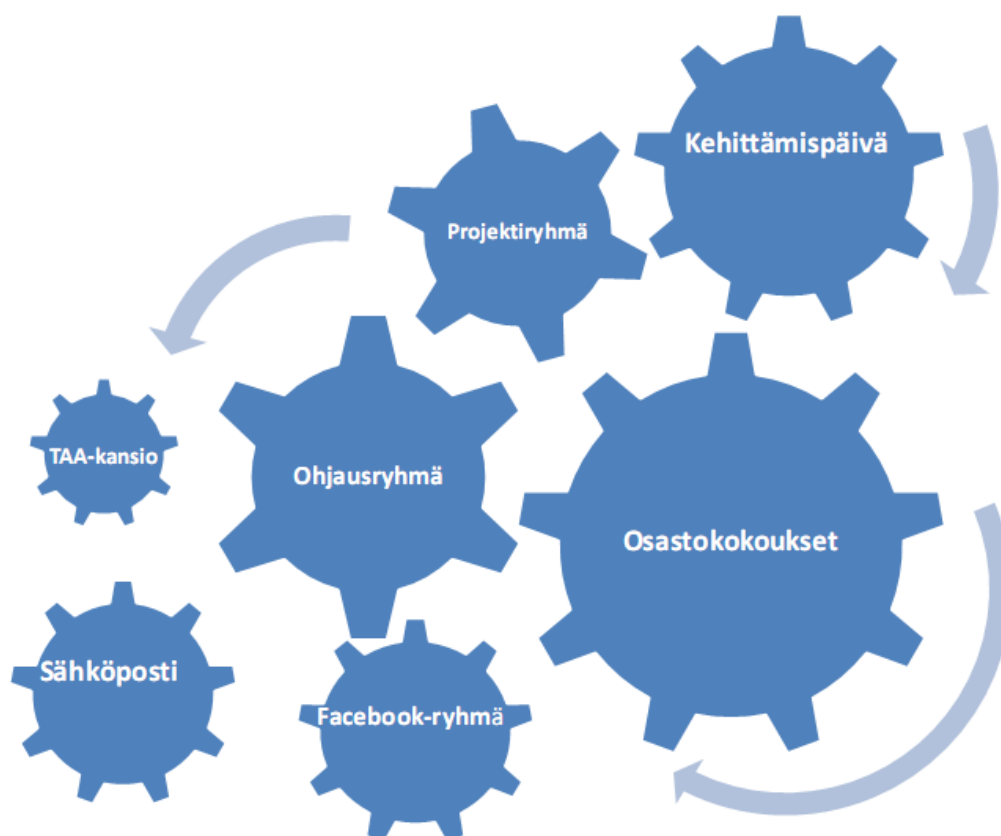 Kehittämispäivä
Projektiryhmä
TAA-kansio
Ohjausryhmä
Osastokokoukset
Sähköposti
Facebook-ryhmä